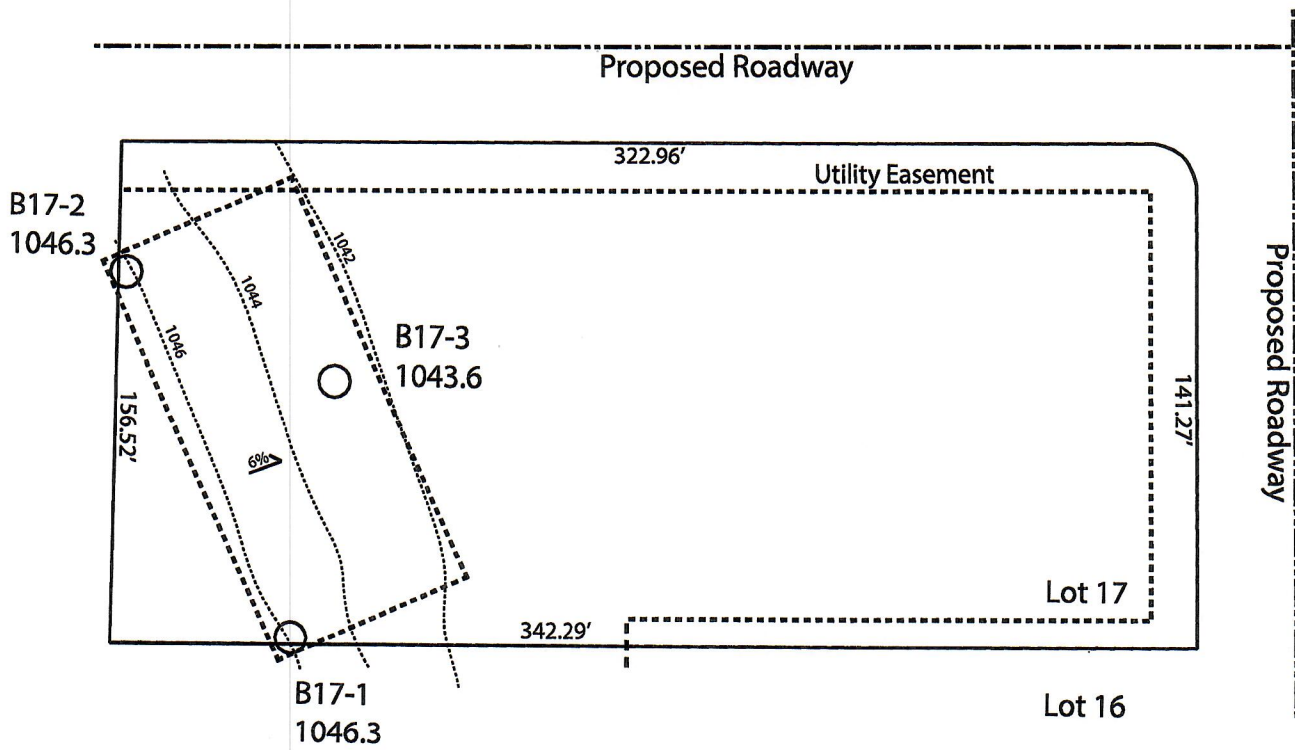 Proposed Roadway
322.96'
Utility Easement
B17-2
1046.3
1042
1044
1046
B17-3
1043.6
Proposed Roadway
156.52'
141.27'
6%
Lot 17
342.29'
B17-1
1046.3
Lot 16